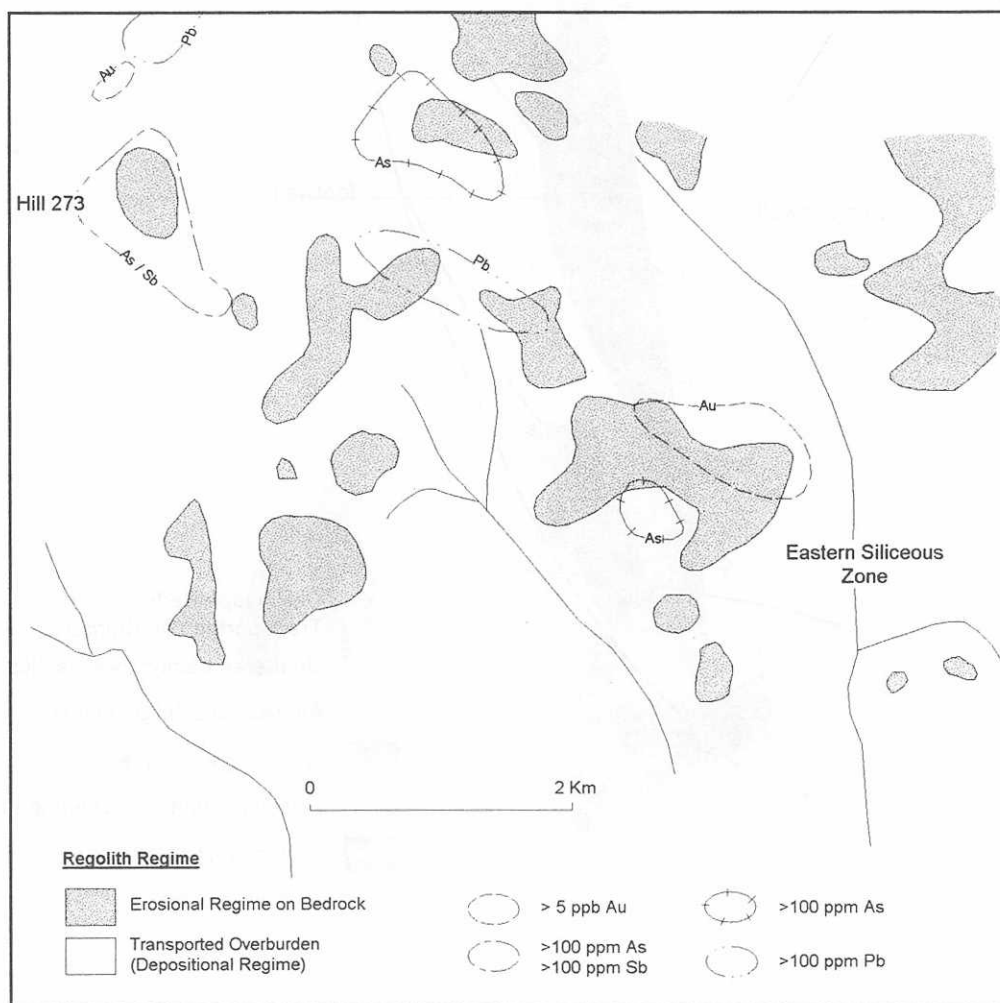 Pb
Au
As
Hill 273
As / Sb
Pb
Au
As
Eastern Siliceous
Zone
0
2 Km
Regolith Regime
Erosional Regime on Bedrock
Transported Overburden
(Depositional Regime)
> 5 ppb Au
>100 ppm As
>100 ppm Sb
>100 ppm As
>100 ppm Pb